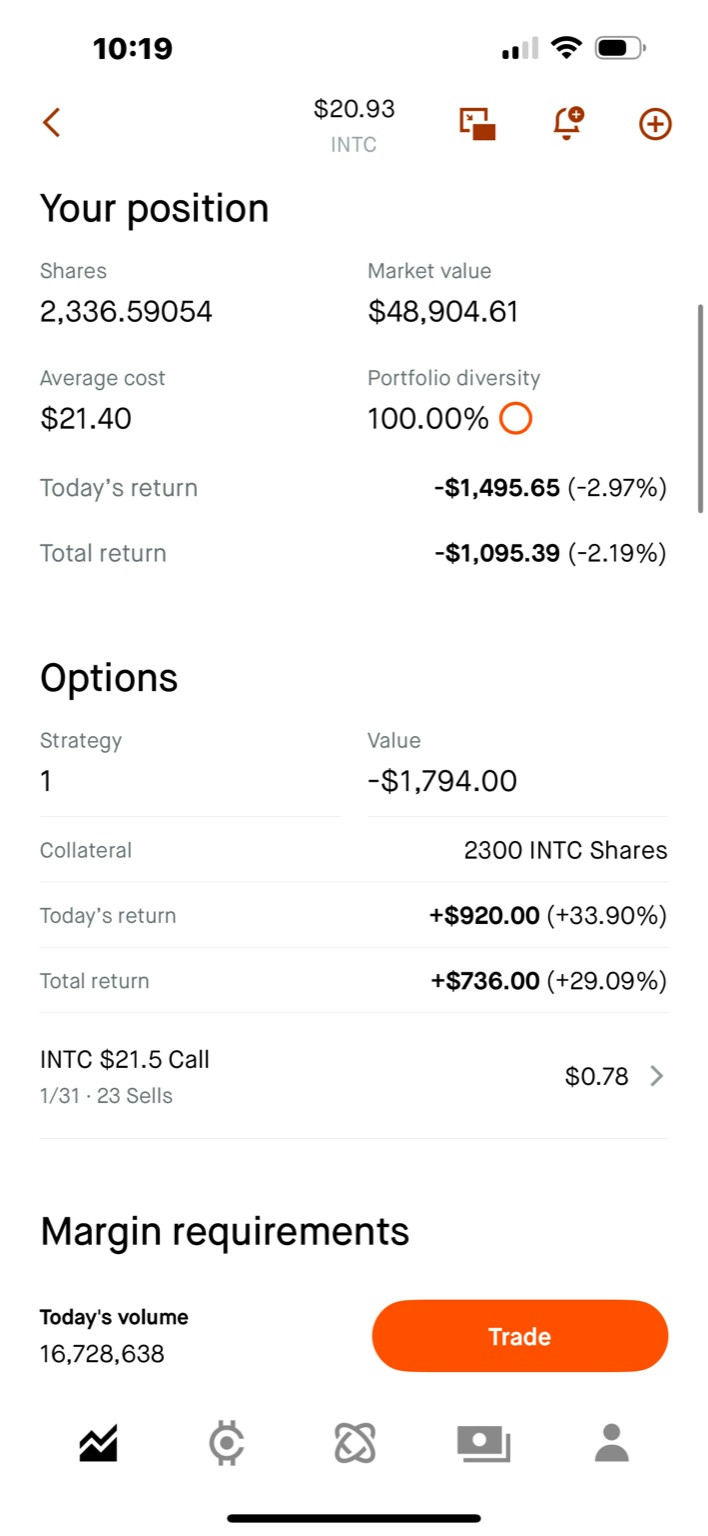 10:19
$20.93
INTC
Your position
Shares
Market value
2,336.59054
$48,904.61
Average cost
Portfolio diversity
$21.40
100.00%
Today's return
-$1,495.65 (-2.97%)
Total return
-$1,095.39 (-2.19%)
Options
Strategy
Value
1
-$1,794.00
Collateral
2300 INTC Shares
Today's return
+$920.00 (+33.90%)
Total return
+$736.00 (+29.09%)
INTC $21.5 Call
$0.78
1/31 · 23 Sells
Margin requirements
Today's volume
16,728,638
Trade